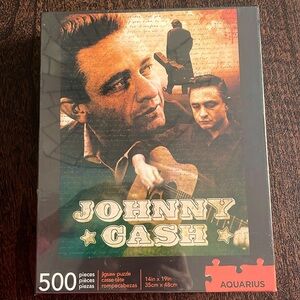 JOHNNY
CASH
500
pieces
pièces
piezas
jigsaw puzzle
casse-tête
rompecabezas
14in x 19in
35cm x 48cm
AQUARIUS